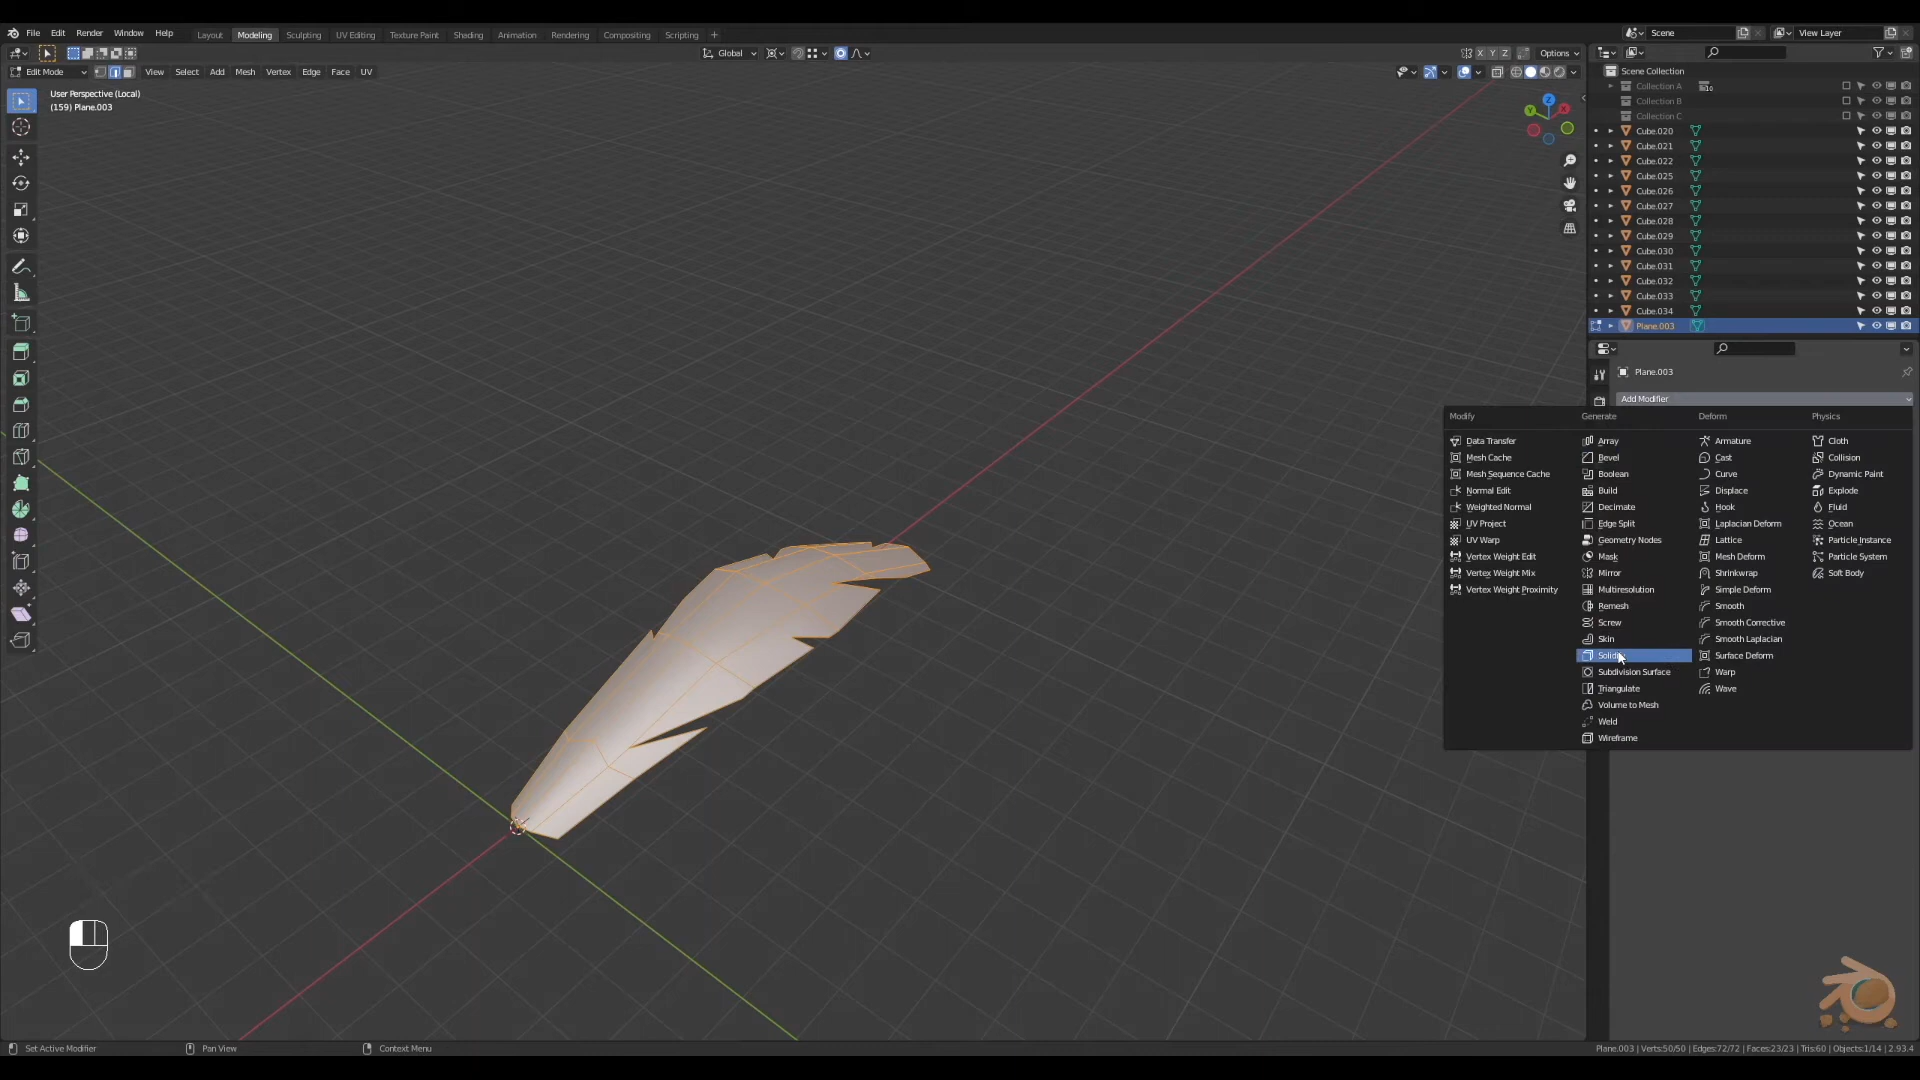 File Edit Render Window Help Layout Modeling Sculpting UV Editing Texture Paint Shading Animation Rendering Compositing Scripting + Scene View Layer
Global X Y Z Options
Edit Mode View Select Add Mesh Vertex Edge Face UV
User Perspective (Local)
(159) Plane.003
Z
Y
X
Scene Collection
Collection A
Collection B
Collection C
Cube.020
Cube.021
Cube.022
Cube.025
Cube.026
Cube.027
Cube.028
Cube.029
Cube.030
Cube.031
Cube.032
Cube.033
Cube.034
Plane.003
Plane.003
Add Modifier
Modify Generate Deform Physics
Data Transfer Array Armature Cloth
Mesh Cache Bevel Cast Collision
Mesh Sequence Cache Boolean Curve Dynamic Paint
Normal Edit Build Displace Explode
Weighted Normal Decimate Hook Fluid
UV Project Edge Split Laplacian Deform Ocean
UV Warp Geometry Nodes Lattice Particle Instance
Vertex Weight Edit Mask Mesh Deform Particle System
Vertex Weight Mix Mirror Shrinkwrap Soft Body
Vertex Weight Proximity Multiresolution Simple Deform
Remesh Smooth
Screw Smooth Corrective
Skin Smooth Laplacian
Surface Deform
Subdivision Surface Warp
Triangulate Wave
Volume to Mesh
Weld
Wireframe
Set Active Modifier Pan View Context Menu Plane.003 | Verts:50/50 | Edges:72/72 | Faces:23/23 | Tris:60 | Objects:1/14 | 2.93.4